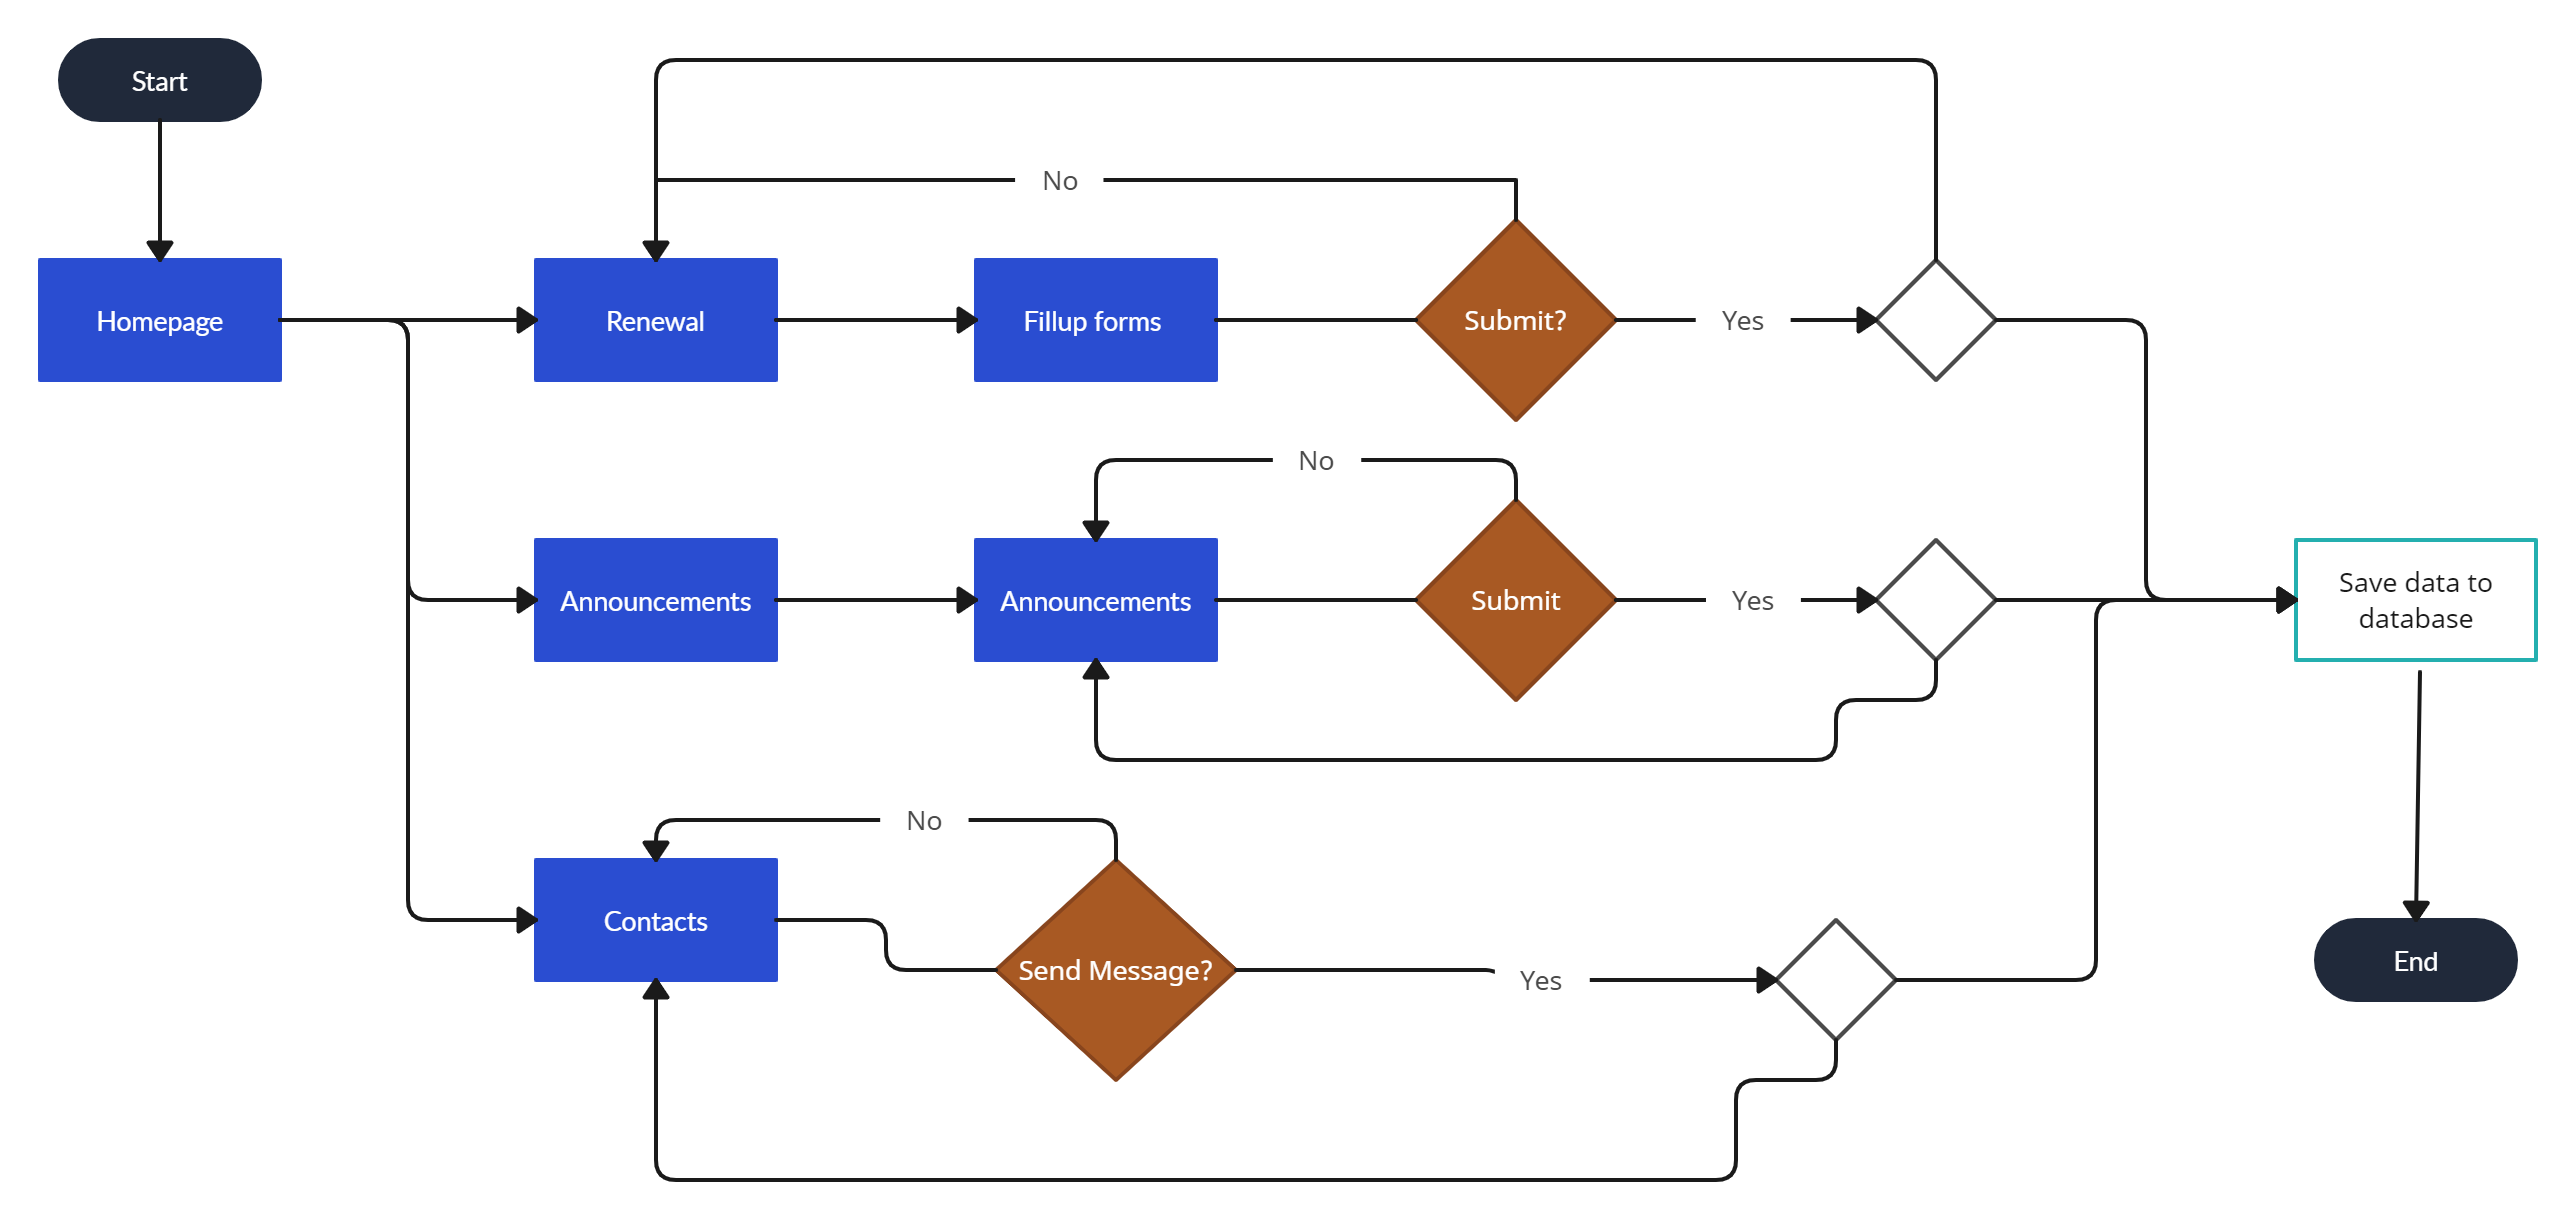 Start
No
Homepage
Renewal
Fillup forms
Submit?
Yes
No
Announcements
Announcements
Submit
Yes
Save data to
database
No
Contacts
Send Message?
Yes
End